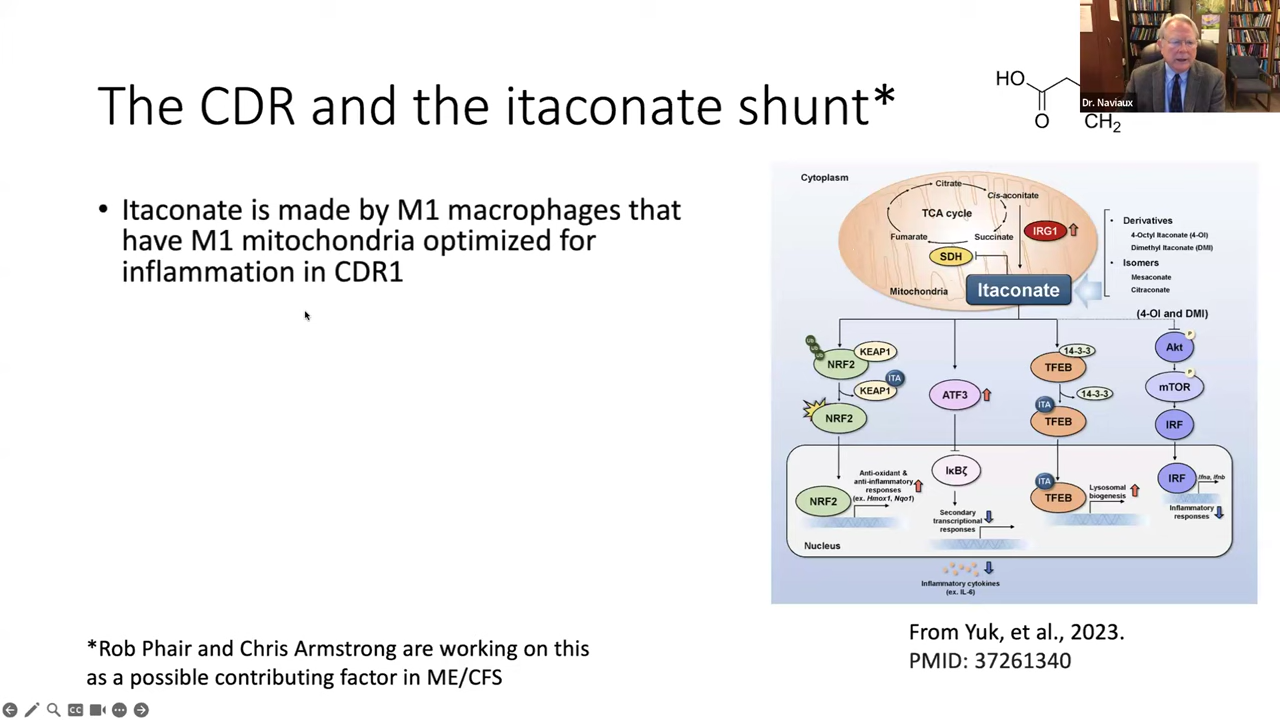 The CDR and the itaconate shunt*
HO
O
CH₂
Dr. Naviaux
• Itaconate is made by M1 macrophages that
have M1 mitochondria optimized for
inflammation in CDR1
Cytoplasm
Citrate
Cis-aconitate
TCA cycle
IRG1
Fumarate
Succinate
SDH
Mitochondria
Itaconate
• Derivatives
4-Octyl Itaconate (4-OI)
Dimethyl Itaconate (DMI)
• Isomers
Mesaconate
Citraconate
(4-OI and DMI)
Ub
Ub
Ub
NRF2
KEAP1
ITA
KEAP1
NRF2
NRF2
Anti-oxidant &
anti-inflammatory
responses
(ex. Hmox1, Nqo1)
ATF3
IκBζ
Secondary
transcriptional
responses
Inflammatory cytokines
(ex. IL-6)
14-3-3
TFEB
14-3-3
ITA
TFEB
ITA
TFEB
Lysosomal
biogenesis
P
Akt
P
mTOR
IRF
IRF
Ifna, Ifnb
Inflammatory
responses
Nucleus
From Yuk, et al., 2023.
PMID: 37261340
*Rob Phair and Chris Armstrong are working on this
as a possible contributing factor in ME/CFS
CC